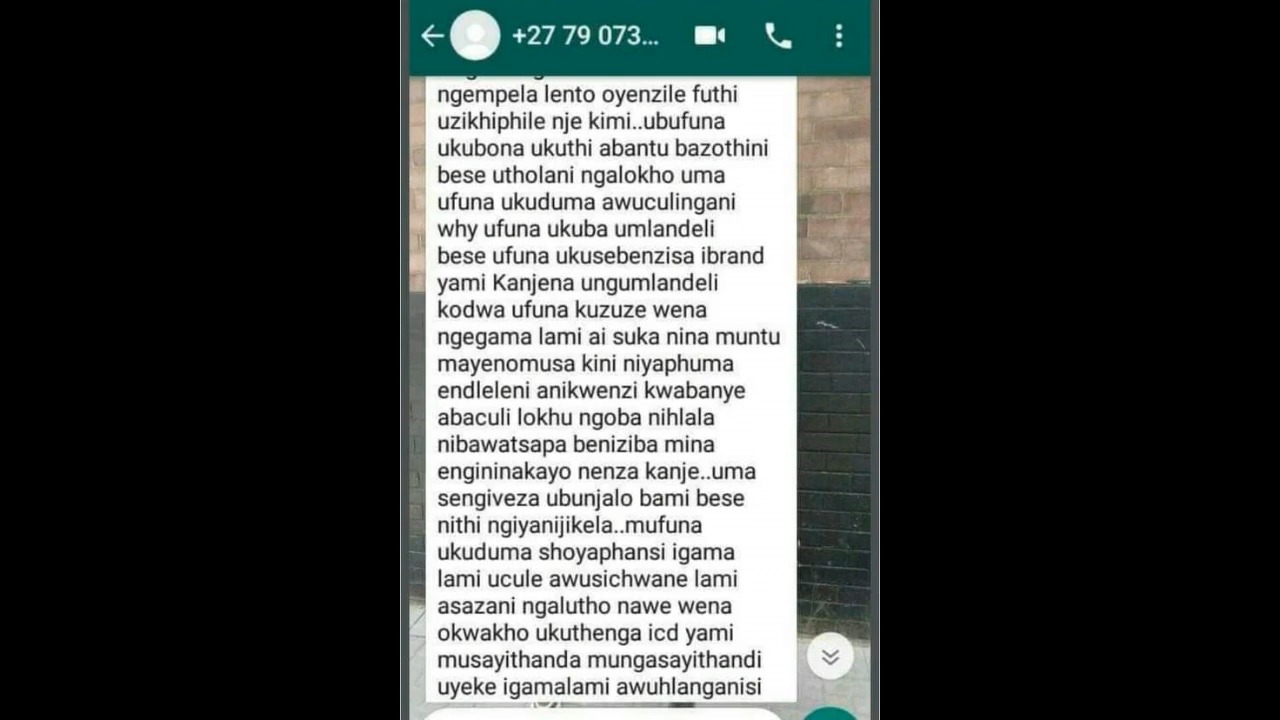 +27 79 073...
ngempela lento oyenzile futhi
uzikhiphile nje kimi..ubufuna
ukubona ukuthi abantu bazothini
bese utholani ngalokho uma
ufuna ukuduma awuculingani
why ufuna ukuba umlandeli
bese ufuna ukusebenzisa ibrand
yami Kanjena ungumlandeli
kodwa ufuna kuzuze wena
ngegama lami ai suka nina muntu
mayenomusa kini niyaphuma
endleleni anikwenzi kwabanye
abaculi lokhu ngoba nihlala
nibawatsapa beniziba mina
engininakayo nenza kanje..uma
sengiveza ubunjalo bami bese
nithi ngiyanijikela..mufuna
ukuduma shoyaphansi igama
lami ucule awusichwane lami
asazani ngalutho nawe wena
okwakho ukuthenga icd yami
musayithanda mungasayithandi
uyeke igamalami awuhlanganisi